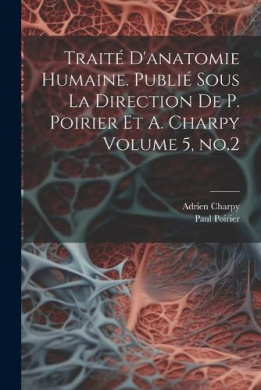 Traité D'anatomie
Humaine. Publié Sous
La Direction De P.
Poirier Et A. Charpy
Volume 5, no.2
Adrien Charpy
Paul Poirier